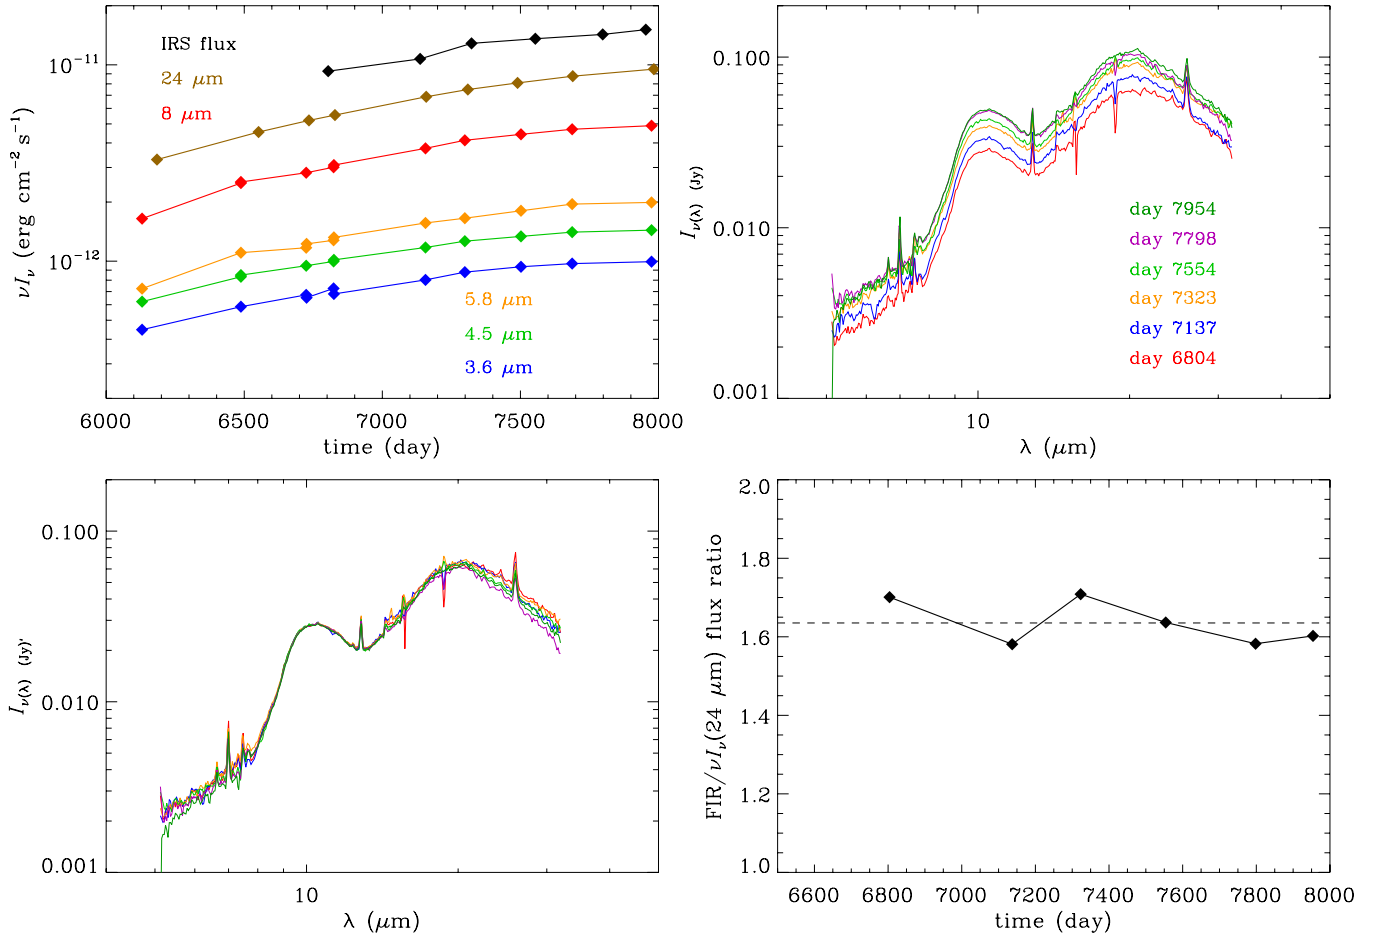 IRS flux
24 μm
8 μm
5.8 μm
4.5 μm
3.6 μm
10⁻¹¹
10⁻¹²
νIν (erg cm⁻² s⁻¹)
6000 6500 7000 7500 8000
time (day)
0.100
0.010
0.001
Iν(λ) (Jy)
day 7954
day 7798
day 7554
day 7323
day 7137
day 6804
10
λ (μm)
0.100
0.010
0.001
Iν(λ) (Jy)'
10
λ (μm)
2.0
1.8
1.6
1.4
1.2
1.0
FIR/νIν(24 μm) flux ratio
6600 6800 7000 7200 7400 7600 7800 8000
time (day)